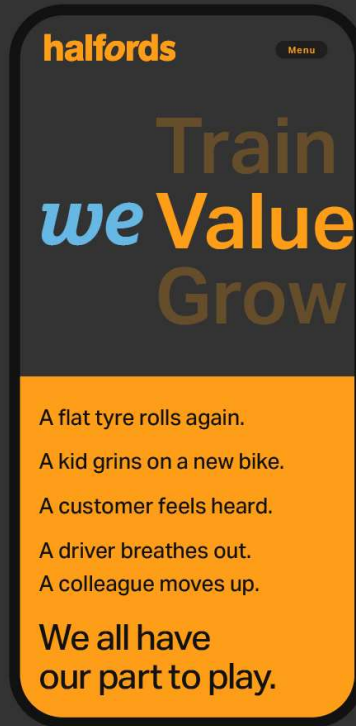 halfords
Menu
Train
we Value
Grow
A flat tyre rolls again.
A kid grins on a new bike.
A customer feels heard.
A driver breathes out.
A colleague moves up.
We all have
our part to play.